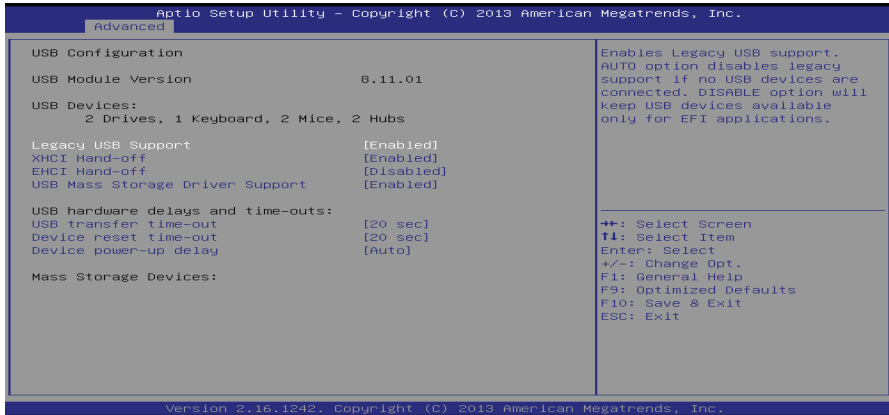 Aptio Setup Utility – Copyright (C) 2013 American Megatrends, Inc.
Advanced
USB Configuration
USB Module Version 8.11.01
USB Devices:
2 Drives, 1 Keyboard, 2 Mice, 2 Hubs
Legacy USB Support [Enabled]
XHCI Hand-off [Enabled]
EHCI Hand-off [Disabled]
USB Mass Storage Driver Support [Enabled]
USB hardware delays and time-outs:
USB transfer time-out [20 sec]
Device reset time-out [20 sec]
Device power-up delay [Auto]
Mass Storage Devices:
Enables Legacy USB support.
AUTO option disables legacy
support if no USB devices are
connected. DISABLE option will
keep USB devices available
only for EFI applications.
→←: Select Screen
↑↓: Select Item
Enter: Select
+/-: Change Opt.
F1: General Help
F9: Optimized Defaults
F10: Save & Exit
ESC: Exit
Version 2.16.1242. Copyright (C) 2013 American Megatrends, Inc.